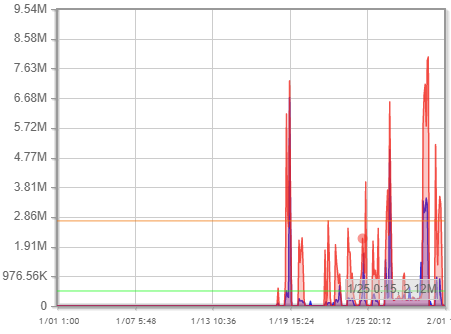 9.54M
8.58M
7.63M
6.68M
5.72M
4.77M
3.81M
2.86M
1.91M
976.56K
0
1/25 0:15, 2.12M
1/01 1:00 1/07 5:48 1/13 10:36 1/19 15:24 1/25 20:12 2/01 1